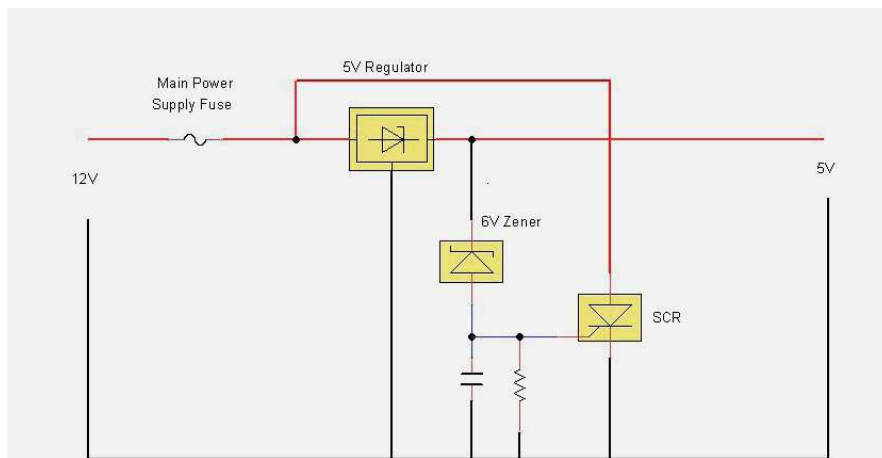 5V Regulator
Main Power
Supply Fuse
12V
5V
6V Zener
SCR